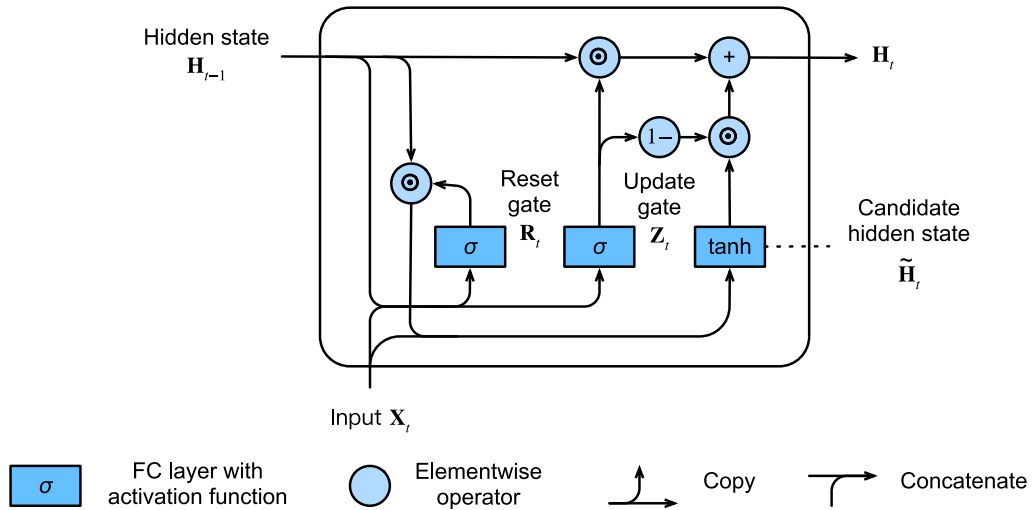 Hidden state
H_{t−1}
+
H_t
1−
Reset
gate
R_t
Update
gate
Z_t
σ
σ
tanh
Candidate
hidden state
H̃_t
Input X_t
σ
FC layer with
activation function
Elementwise
operator
Copy
Concatenate